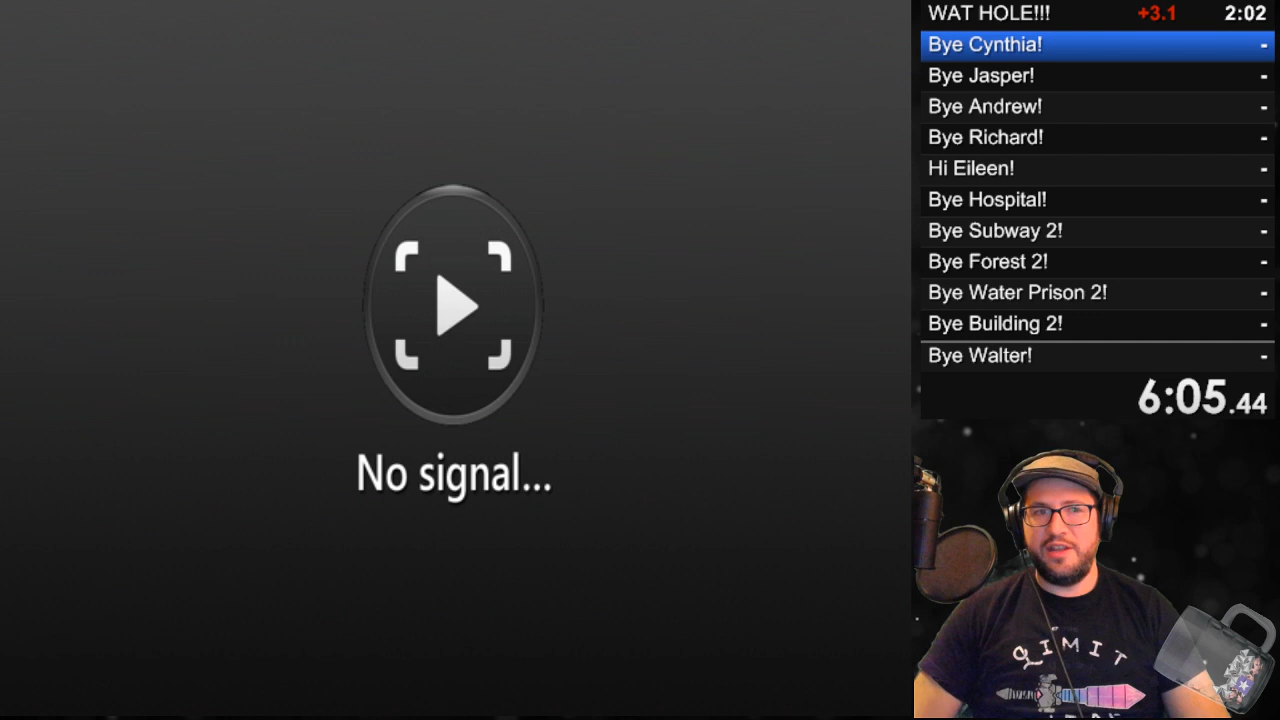 No signal...
WAT HOLE!!! +3.1 2:02
Bye Cynthia! -
Bye Jasper! -
Bye Andrew! -
Bye Richard! -
Hi Eileen! -
Bye Hospital! -
Bye Subway 2! -
Bye Forest 2! -
Bye Water Prison 2! -
Bye Building 2! -
Bye Walter! -
6:05.44
LIMIT